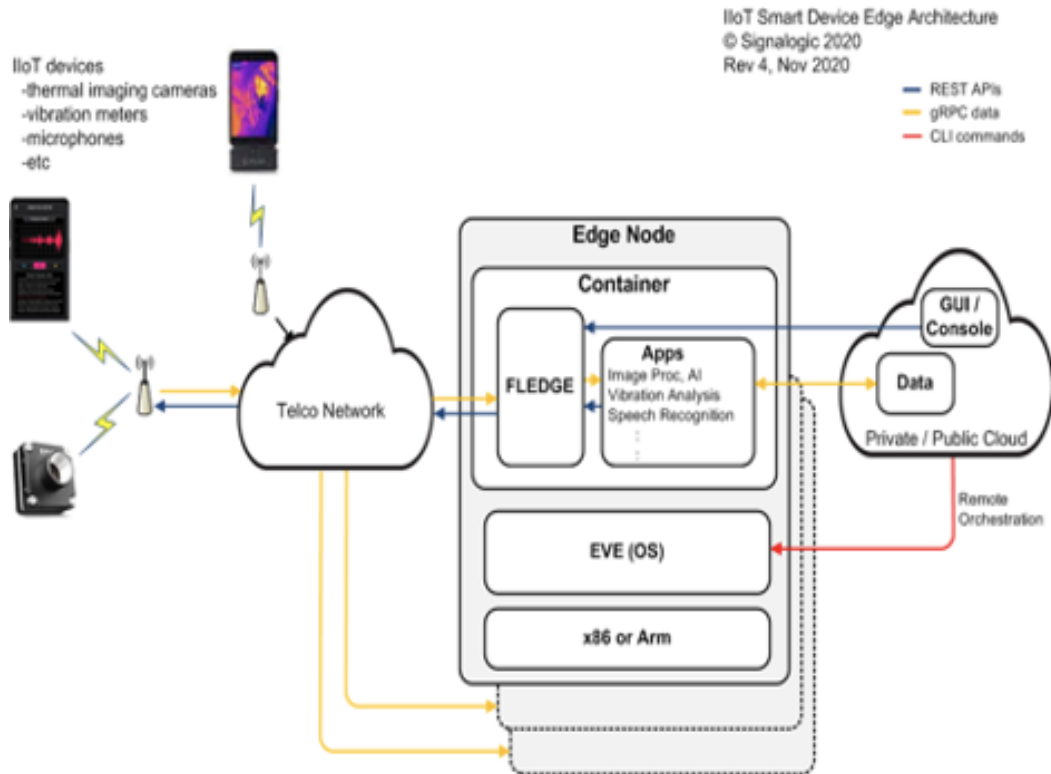 IIoT Smart Device Edge Architecture
© Signalogic 2020
Rev 4, Nov 2020
REST APIs
gRPC data
CLI commands
IIoT devices
-thermal imaging cameras
-vibration meters
-microphones
-etc
Edge Node
Container
FLEDGE
Apps
Image Proc, AI
Vibration Analysis
Speech Recognition
Telco Network
GUI /
Console
Data
Private / Public Cloud
Remote
Orchestration
EVE (OS)
x86 or Arm